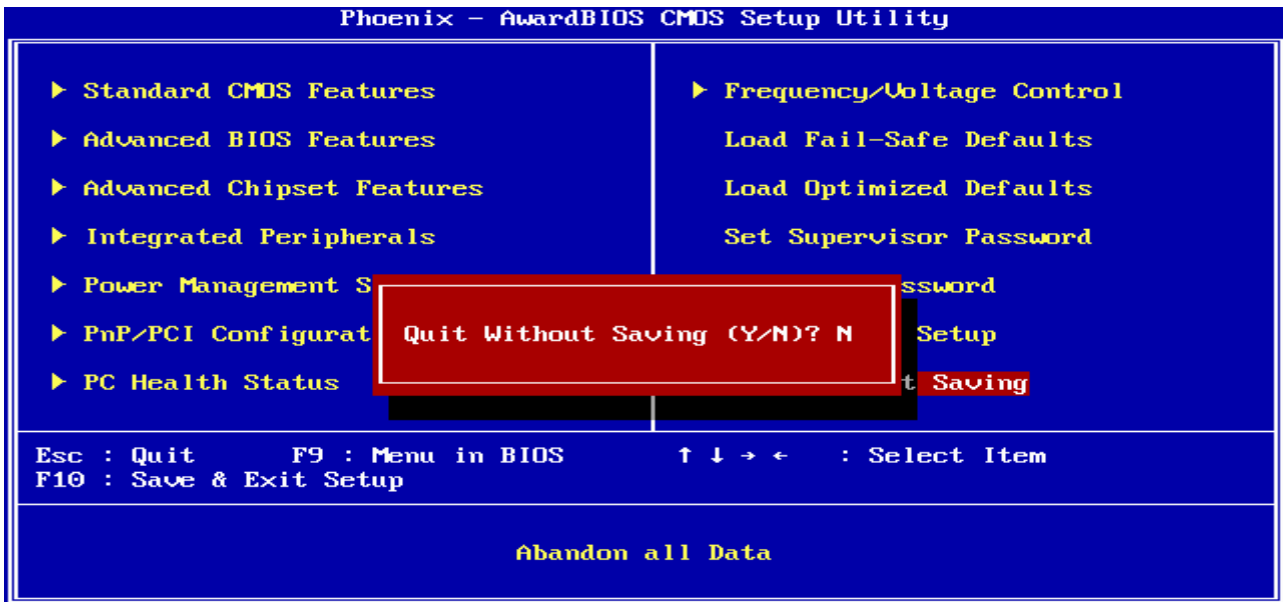 Phoenix - AwardBIOS CMOS Setup Utility
▶ Standard CMOS Features
▶ Advanced BIOS Features
▶ Advanced Chipset Features
▶ Integrated Peripherals
▶ Power Management S
▶ PnP/PCI Configurat
▶ PC Health Status
▶ Frequency/Voltage Control
Load Fail-Safe Defaults
Load Optimized Defaults
Set Supervisor Password
ssword
Setup
t Saving
Quit Without Saving (Y/N)? N
Esc : Quit F9 : Menu in BIOS ↑ ↓ → ← : Select Item
F10 : Save & Exit Setup
Abandon all Data